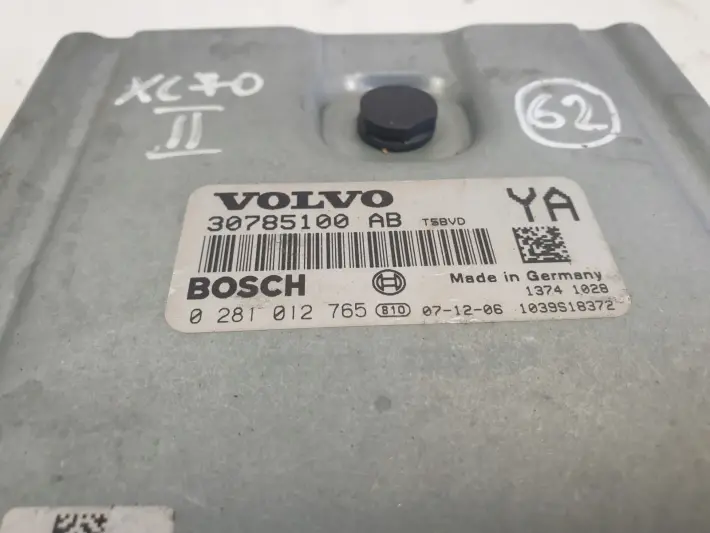 XC70
II
62
VOLVO
YA
30785100 AB TSBVD
BOSCH
Made in Germany
1374 1028
0 281 012 765 810 07-12-06 1039S18372